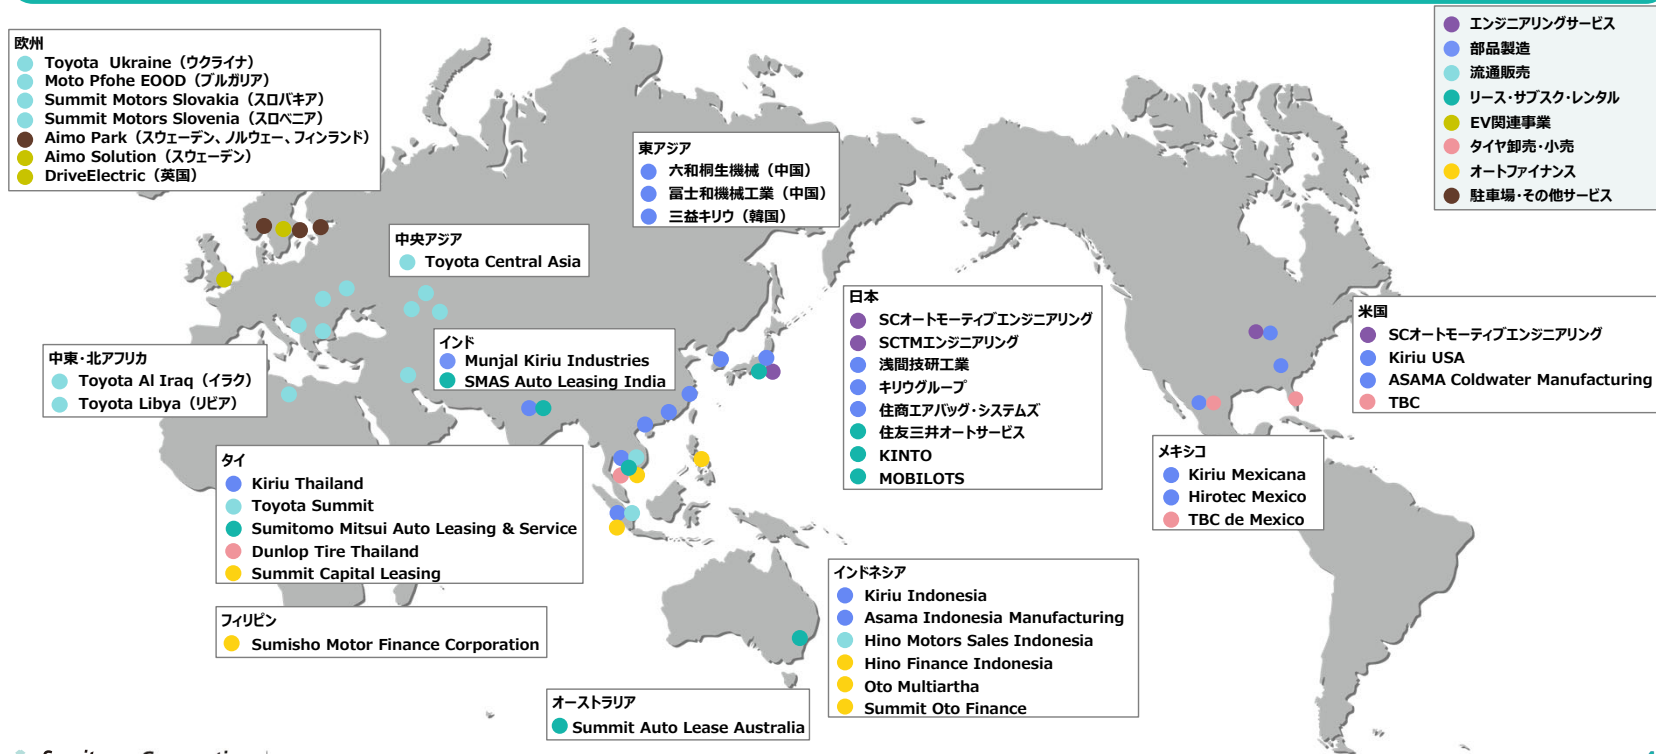 欧州
Toyota Ukraine（ウクライナ）
Moto Pfohe EOOD（ブルガリア）
Summit Motors Slovakia（スロバキア）
Summit Motors Slovenia（スロベニア）
Aimo Park（スウェーデン、ノルウェー、フィンランド）
Aimo Solution（スウェーデン）
DriveElectric（英国）
エンジニアリングサービス
部品製造
流通販売
リース・サブスク・レンタル
EV関連事業
タイヤ卸売・小売
オートファイナンス
駐車場・その他サービス
東アジア
六和桐生機械（中国）
冨士和機械工業（中国）
三益キリウ（韓国）
中央アジア
Toyota Central Asia
日本
SCオートモーティブエンジニアリング
SCTMエンジニアリング
浅間技研工業
キリウグループ
住商エアバッグ・システムズ
住友三井オートサービス
KINTO
MOBILOTS
米国
SCオートモーティブエンジニアリング
Kiriu USA
ASAMA Coldwater Manufacturing
TBC
インド
Munjal Kiriu Industries
SMAS Auto Leasing India
中東・北アフリカ
Toyota Al Iraq（イラク）
Toyota Libya（リビア）
タイ
Kiriu Thailand
Toyota Summit
Sumitomo Mitsui Auto Leasing & Service
Dunlop Tire Thailand
Summit Capital Leasing
メキシコ
Kiriu Mexicana
Hirotec Mexico
TBC de Mexico
フィリピン
Sumisho Motor Finance Corporation
インドネシア
Kiriu Indonesia
Asama Indonesia Manufacturing
Hino Motors Sales Indonesia
Hino Finance Indonesia
Oto Multiartha
Summit Oto Finance
オーストラリア
Summit Auto Lease Australia